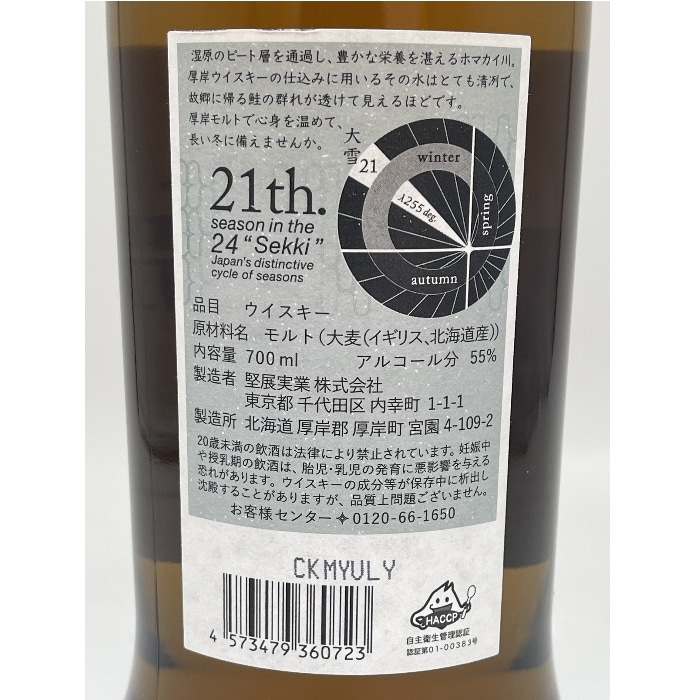 湿原のピート層を通過し、豊かな栄養を湛えるホマカイ川。
厚岸ウイスキーの仕込みに用いるその水はとても清冽で、
故郷に帰る鮭の群れが透けて見えるほどです。
厚岸モルトで心身を温めて、
長い冬に備えませんか。
大雪
21
winter
λ255 deg.
spring
autumn
21th.
season in the
24 “Sekki”
Japan's distinctive
cycle of seasons
品目 ウイスキー
原材料名 モルト（大麦（イギリス、北海道産））
内容量 700ml アルコール分 55%
製造者 堅展実業 株式会社
東京都 千代田区 内幸町 1-1-1
製造所 北海道 厚岸郡 厚岸町 宮園 4-109-2
20歳未満の飲酒は法律により禁止されています。妊娠中
や授乳期の飲酒は、胎児・乳児の発育に悪影響を与える
恐れがあります。ウイスキーの成分等が保存中に析出し
沈殿することがありますが、品質上問題ございません。
お客様センター✧0120-66-1650
CKMYULY
4 573479 360723
HACCP
自主衛生管理認証
認証第01-00383号